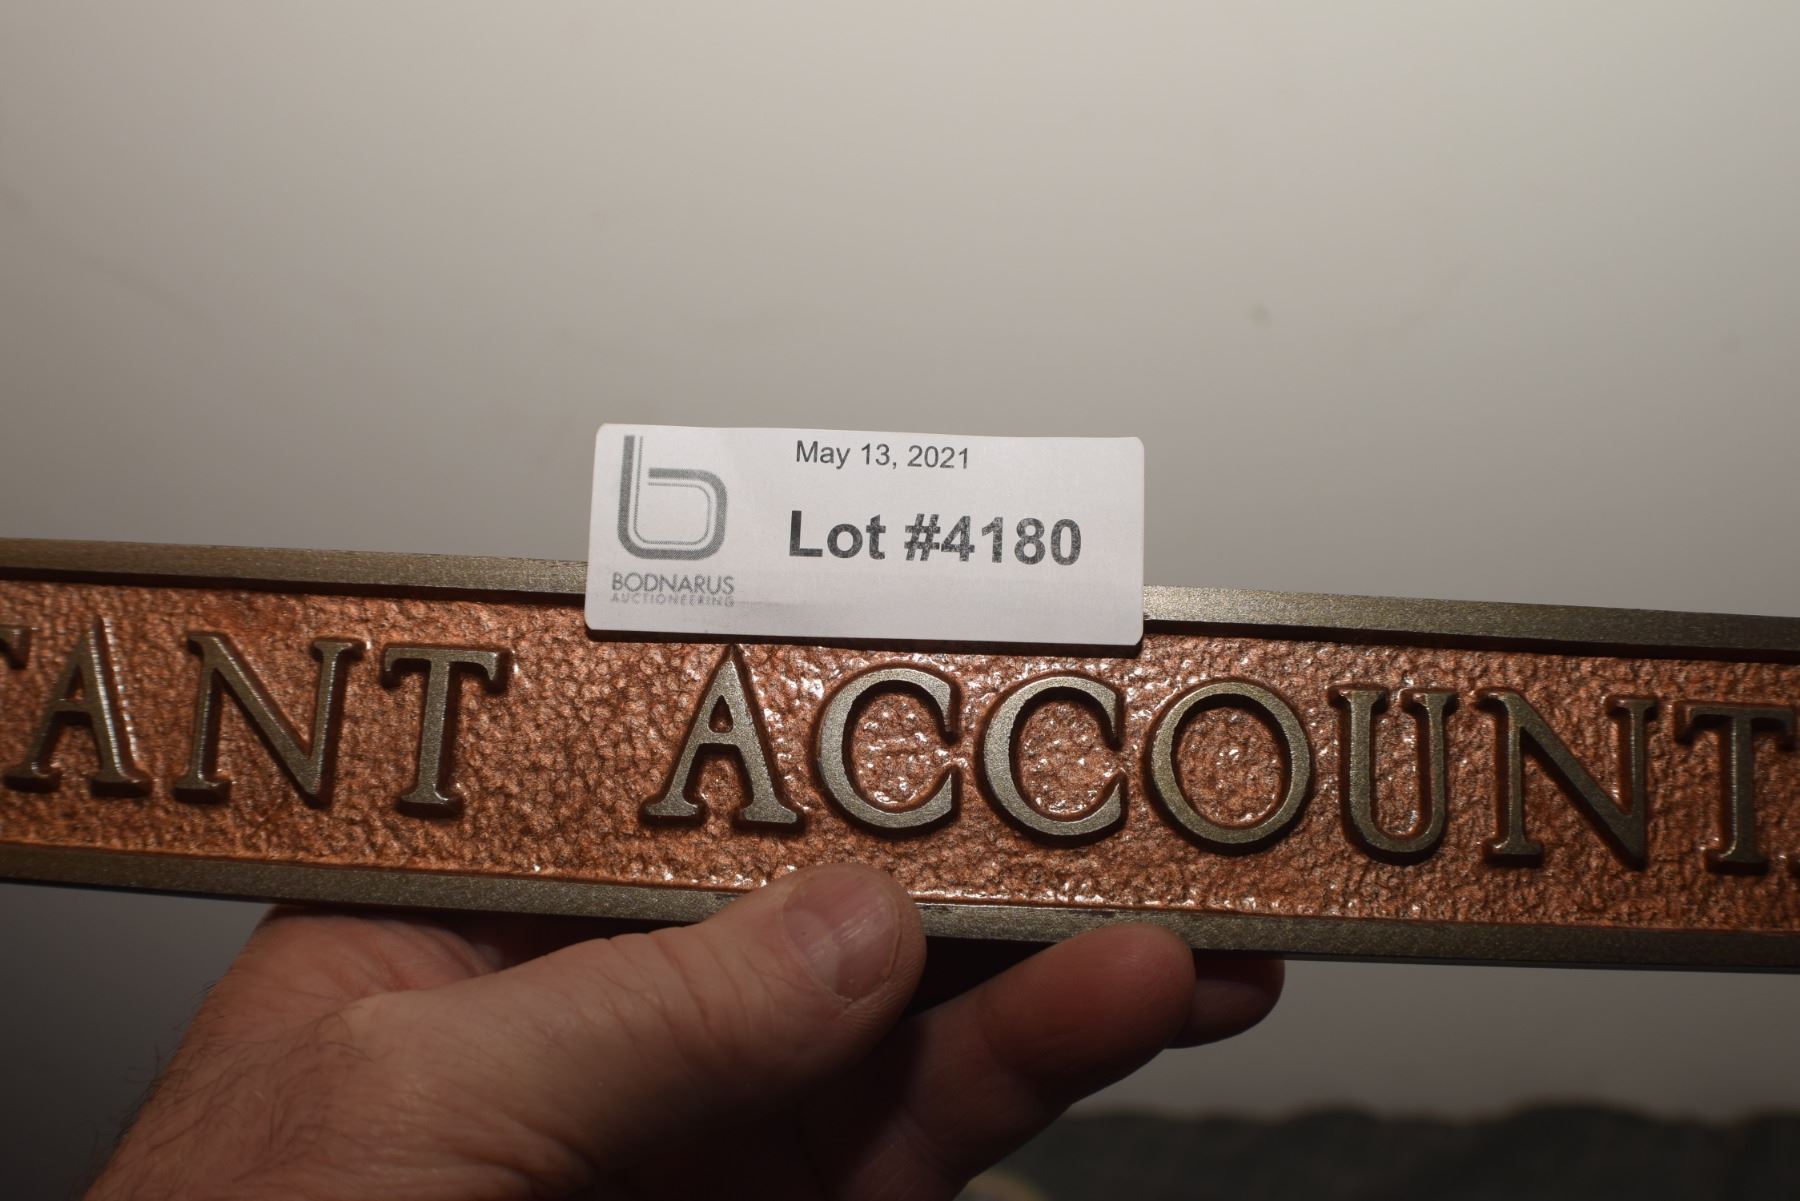 May 13, 2021
Lot #4180
BODNARUS
AUCTIONEERING
TANT ACCOUNT